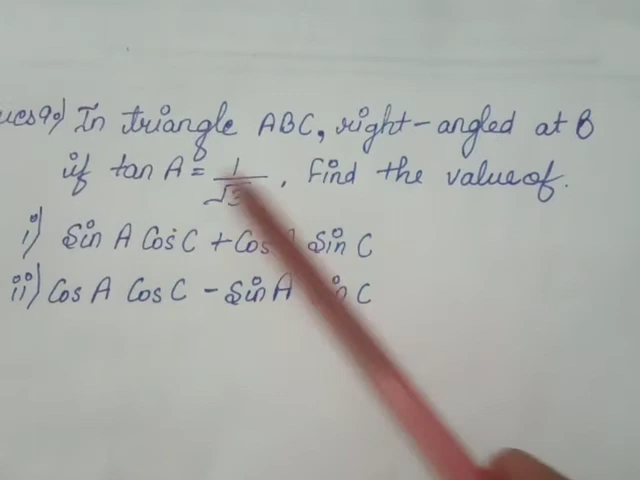 ues9°) In triangle ABC, right-angled at B
if tan A = 1/√3, Find the value of.
i) Sin A Cos C + Cos A Sin C
ii) Cos A Cos C - Sin A Sin C